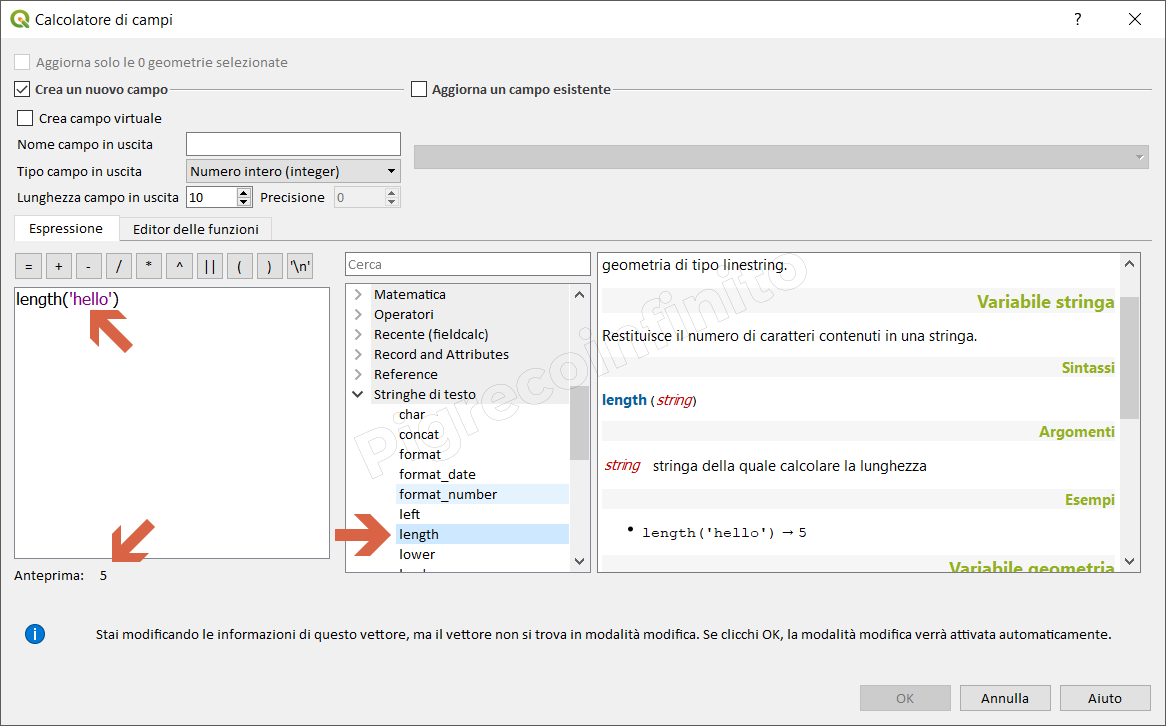 Calcolatore di campi
?
Aggiorna solo le 0 geometrie selezionate
Crea un nuovo campo
Aggiorna un campo esistente
Crea campo virtuale
Nome campo in uscita
Tipo campo in uscita Numero intero (integer)
Lunghezza campo in uscita 10 Precisione 0
Espressione Editor delle funzioni
= + - / * ^ || ( ) '\n'
length('hello')
Anteprima: 5
Cerca
Matematica
Operatori
Recente (fieldcalc)
Record and Attributes
Reference
Stringhe di testo
char
concat
format
format_date
format_number
left
length
lower
geometria di tipo linestring.
Variabile stringa
Restituisce il numero di caratteri contenuti in una stringa.
Sintassi
length (string)
Argomenti
string stringa della quale calcolare la lunghezza
Esempi
• length('hello') → 5
Variabile geometria
Pigrecoinfinito
Stai modificando le informazioni di questo vettore, ma il vettore non si trova in modalità modifica. Se clicchi OK, la modalità modifica verrà attivata automaticamente.
OK Annulla Aiuto